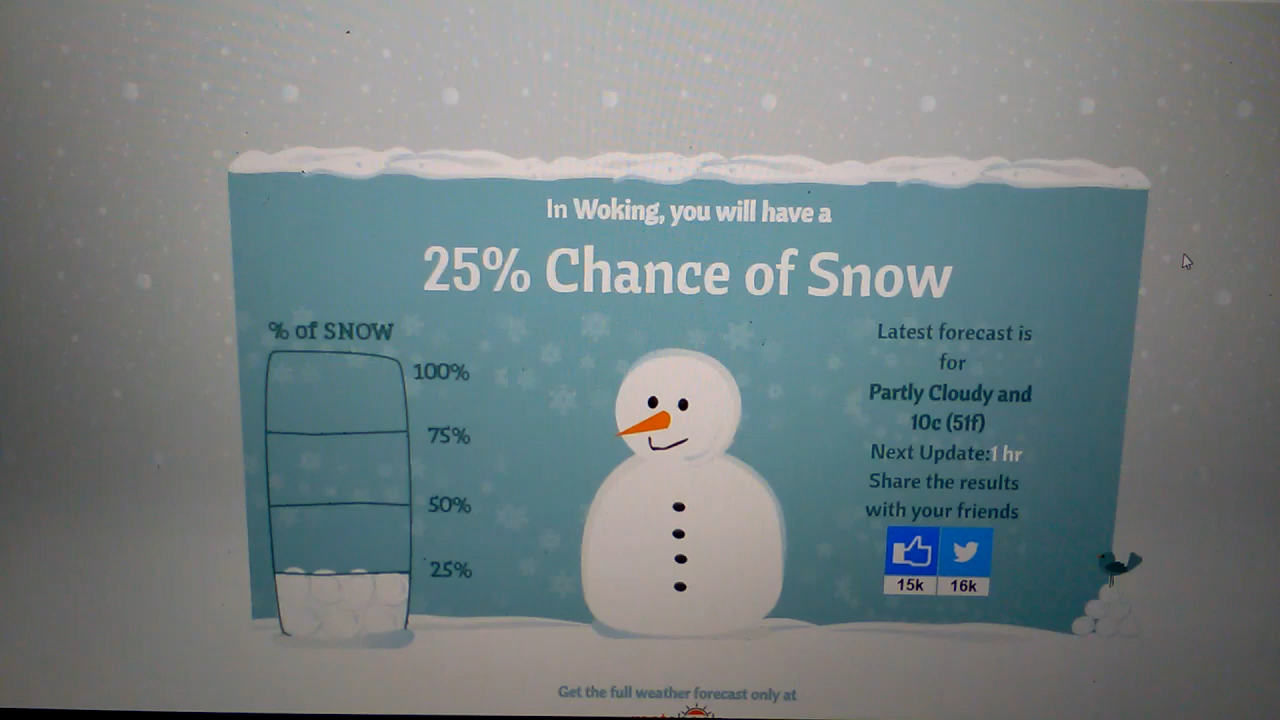 In Woking, you will have a
25% Chance of Snow
% of SNOW
100%
75%
50%
25%
Latest forecast is
for
Partly Cloudy and
10c (51f)
Next Update:1 hr
Share the results
with your friends
15k
16k
Get the full weather forecast only at